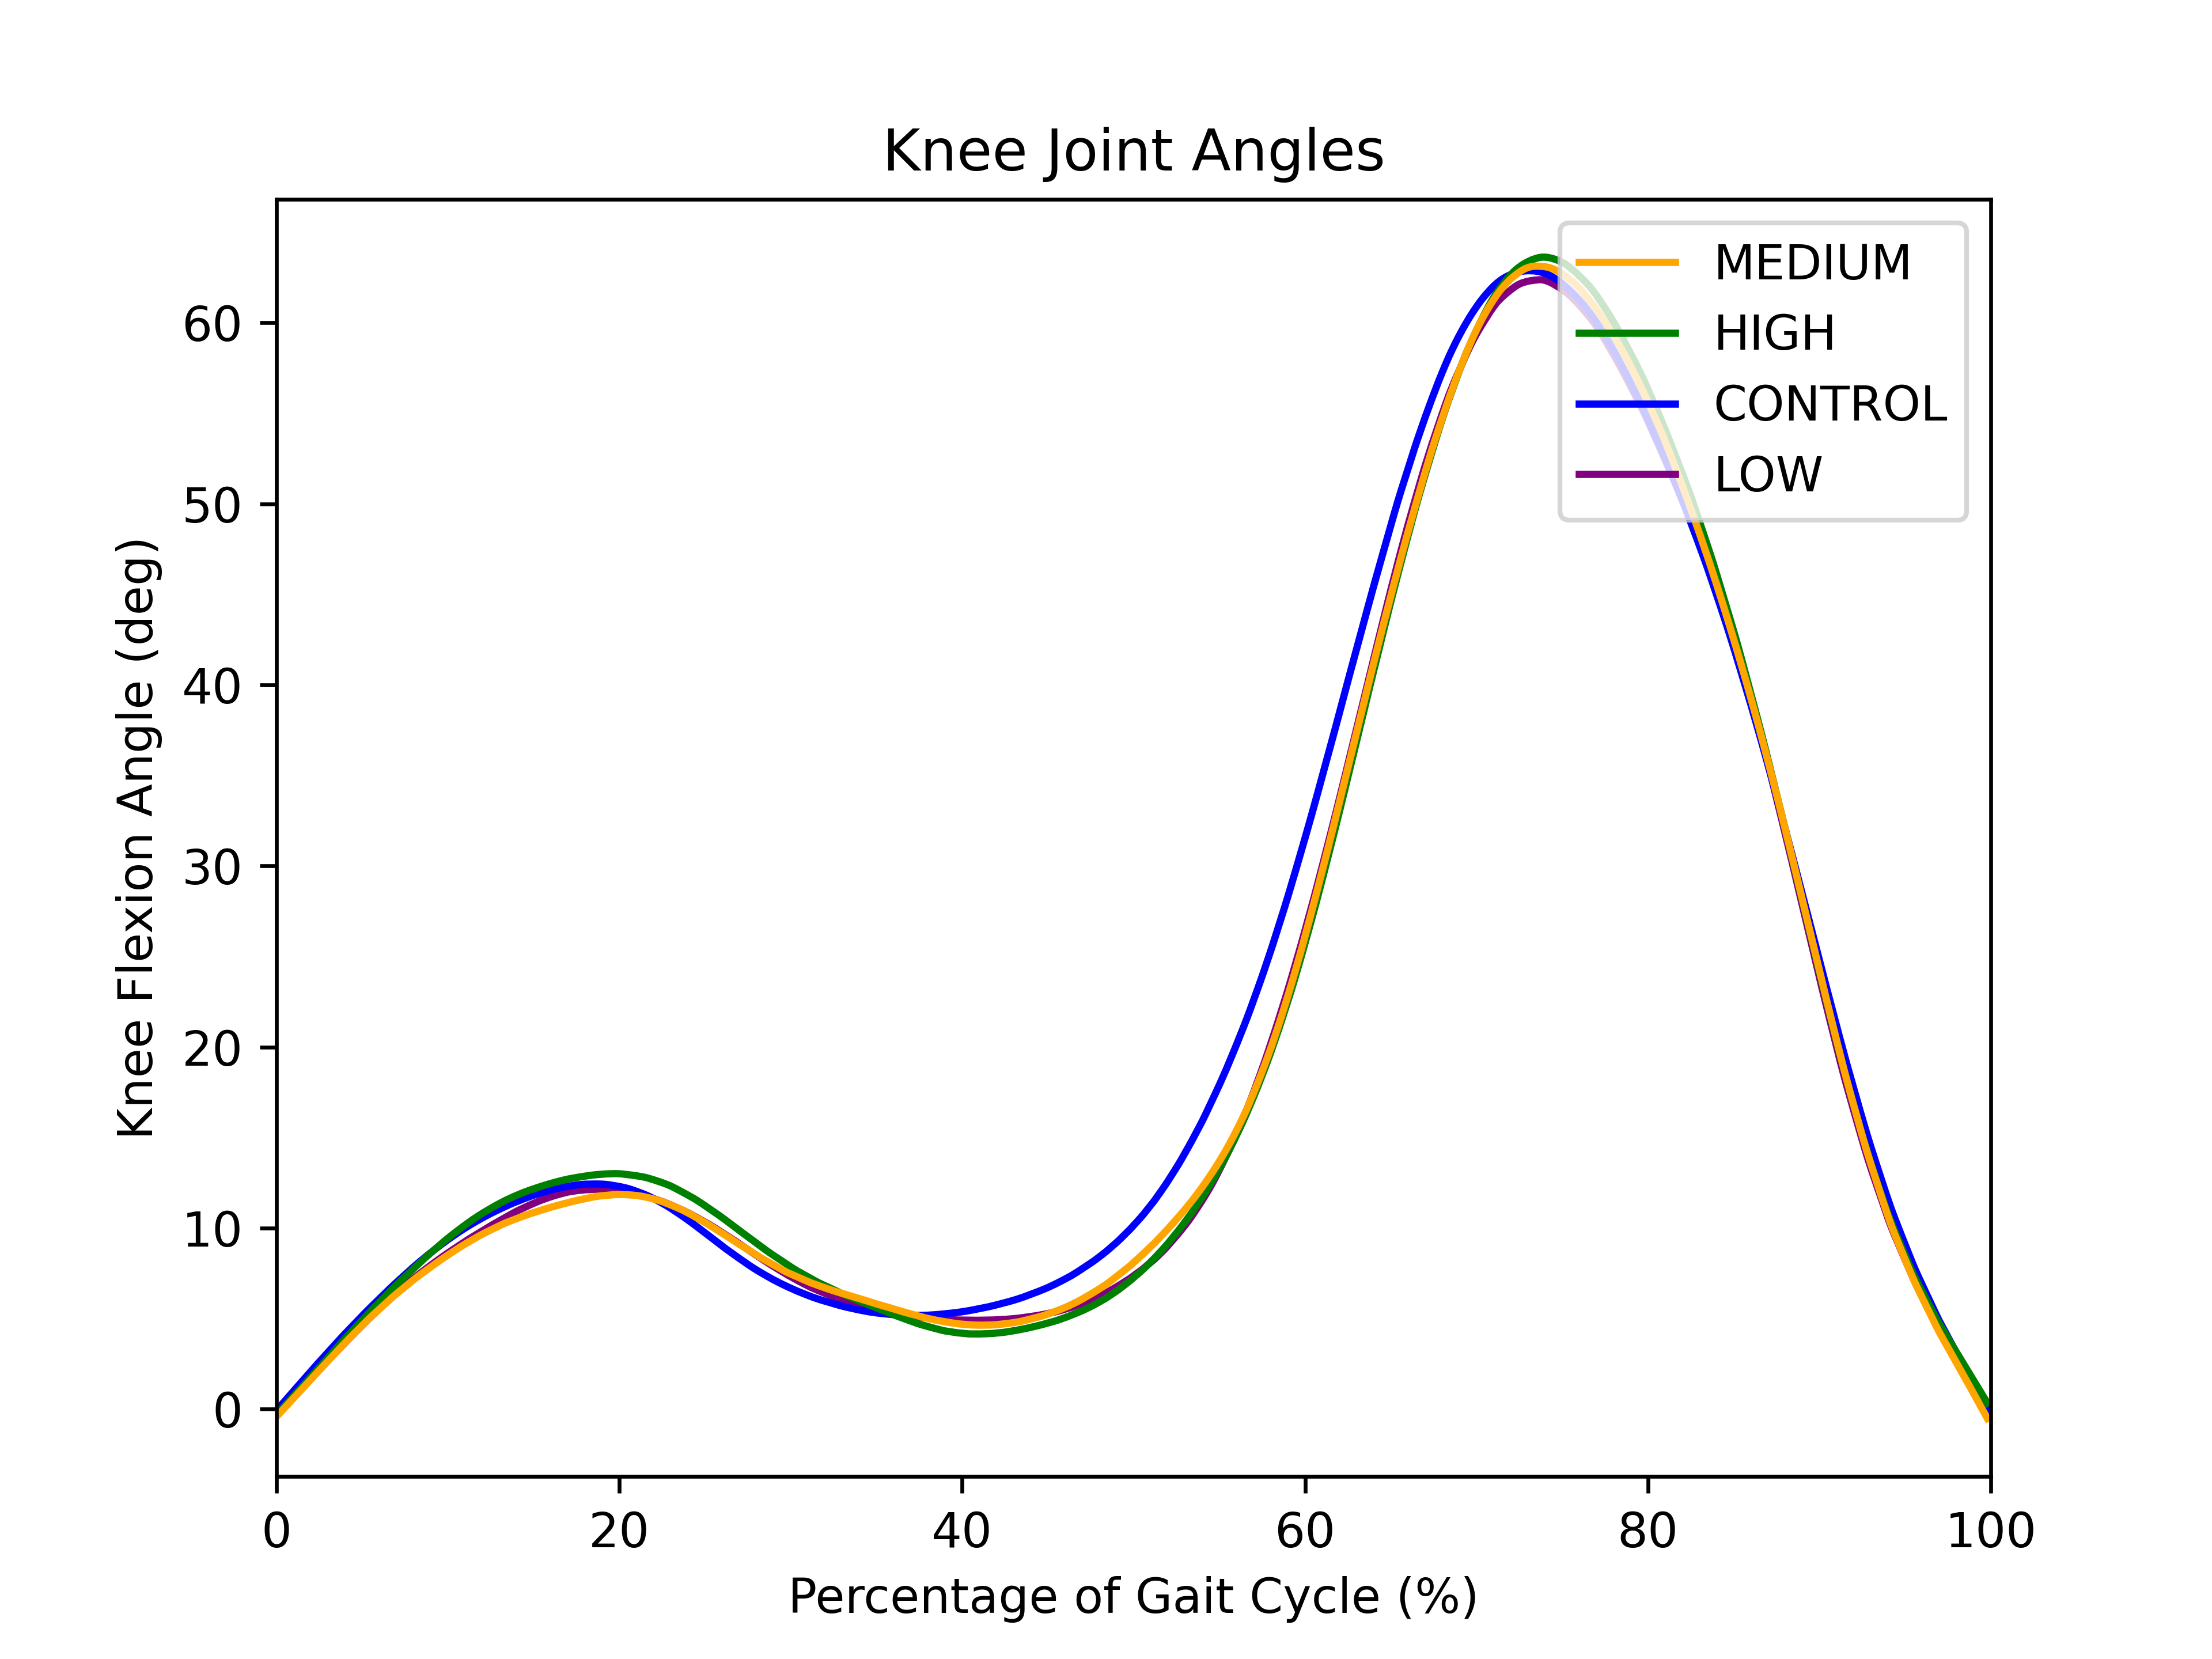 Knee Joint Angles
MEDIUM
HIGH
CONTROL
LOW
Knee Flexion Angle (deg)
60
50
40
30
20
10
0
0 20 40 60 80 100
Percentage of Gait Cycle (%)